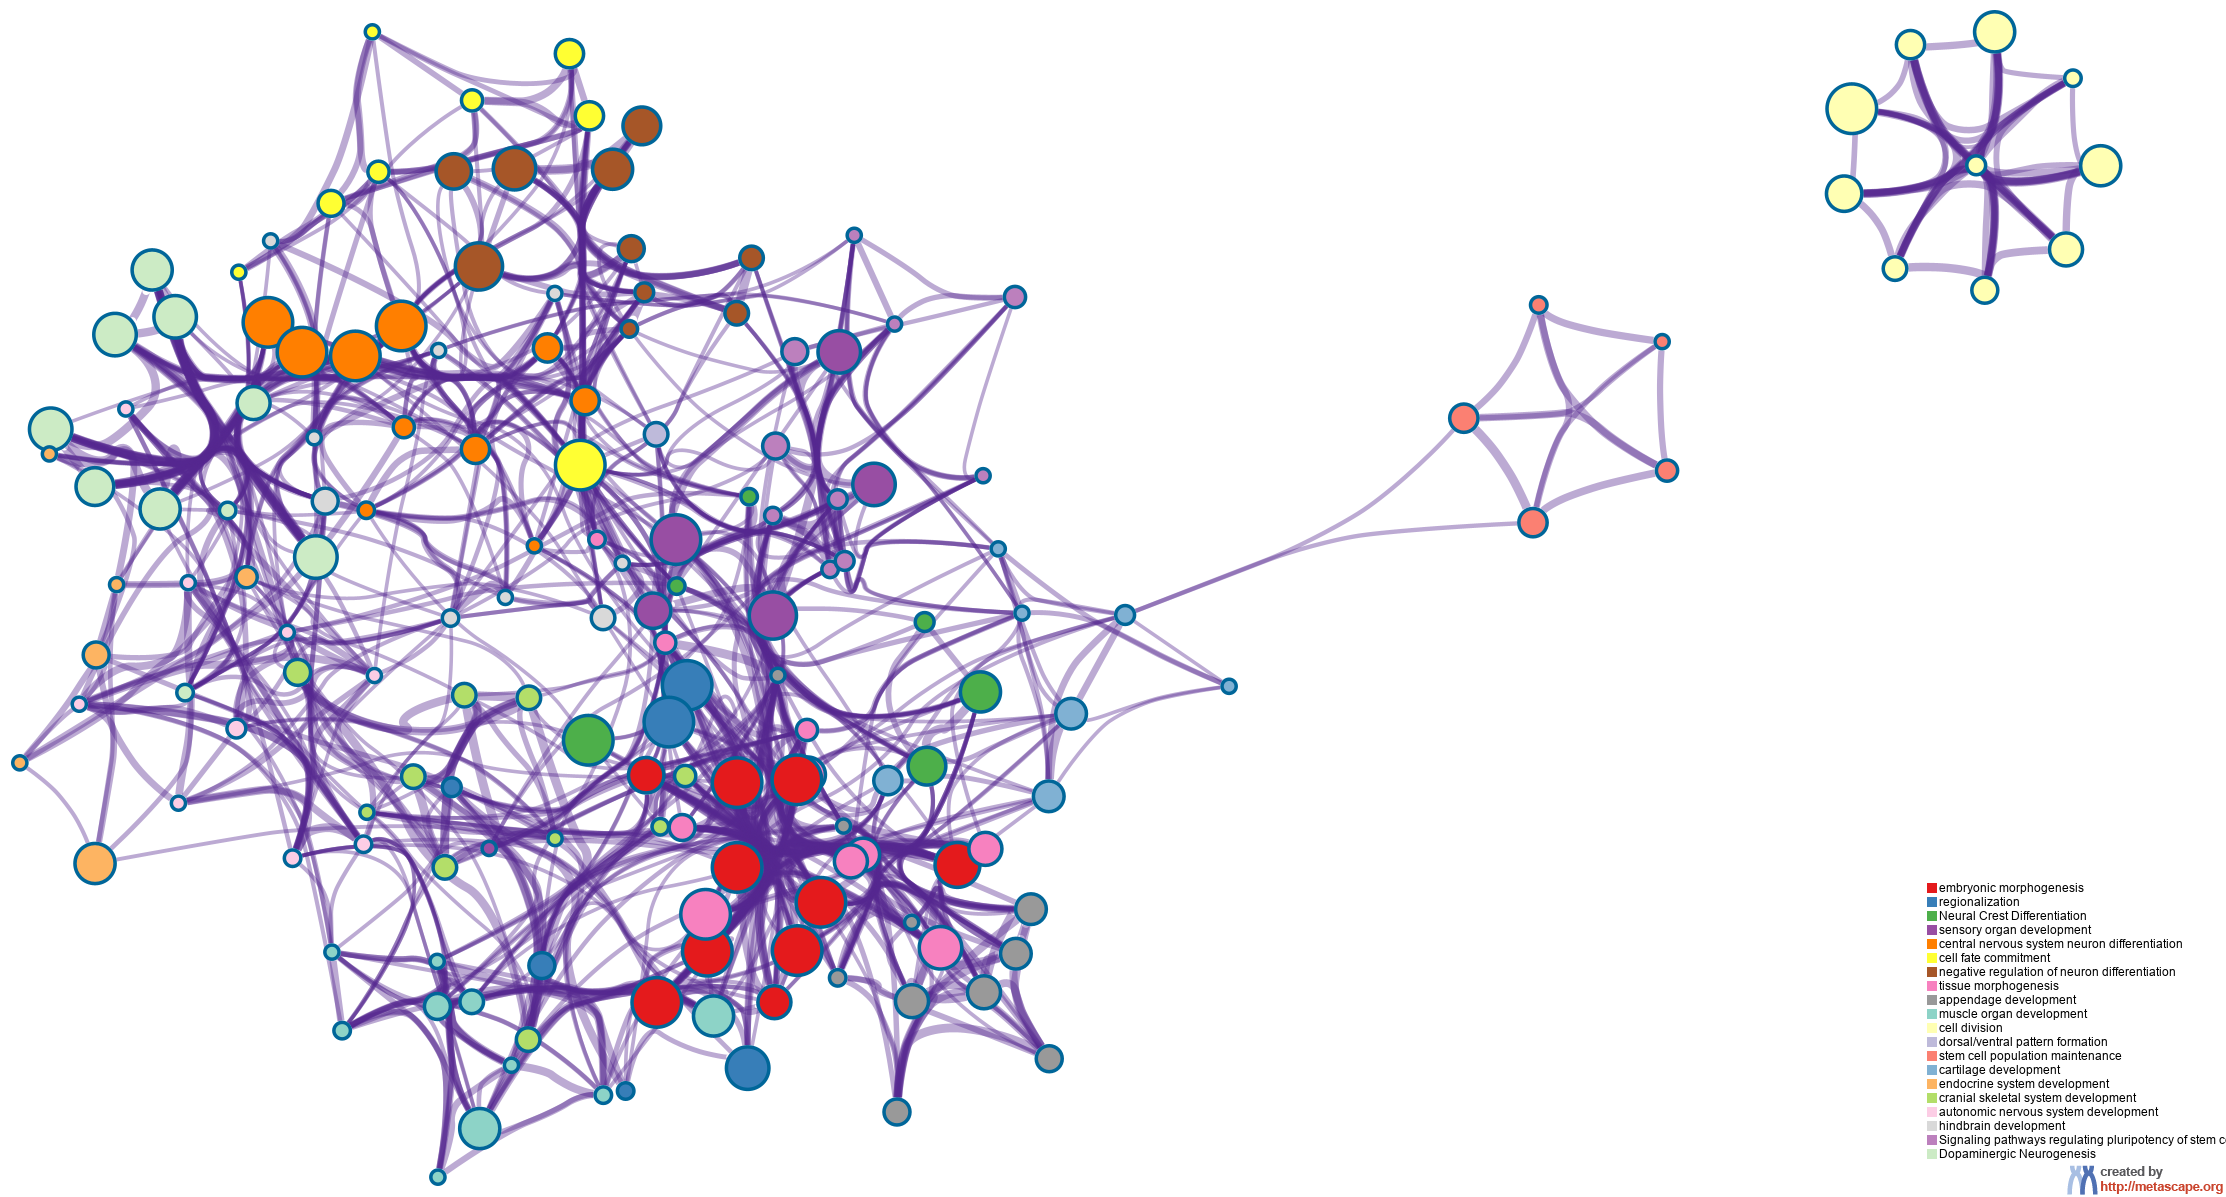 embryonic morphogenesis
regionalization
Neural Crest Differentiation
sensory organ development
central nervous system neuron differentiation
cell fate commitment
negative regulation of neuron differentiation
tissue morphogenesis
appendage development
muscle organ development
cell division
dorsal/ventral pattern formation
stem cell population maintenance
cartilage development
endocrine system development
cranial skeletal system development
autonomic nervous system development
hindbrain development
Signaling pathways regulating pluripotency of stem c
Dopaminergic Neurogenesis
created by
http://metascape.org